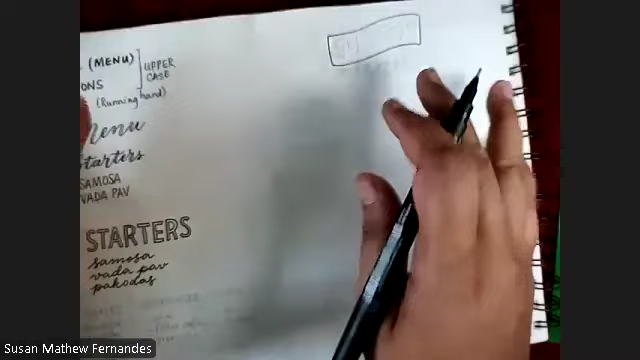 (MENU)
ONS
UPPER
CASE
(Running hand)
Menu
Starters
SAMOSA
VADA PAV
STARTERS
samosa
vada pav
pakodas
Susan Mathew Fernandes